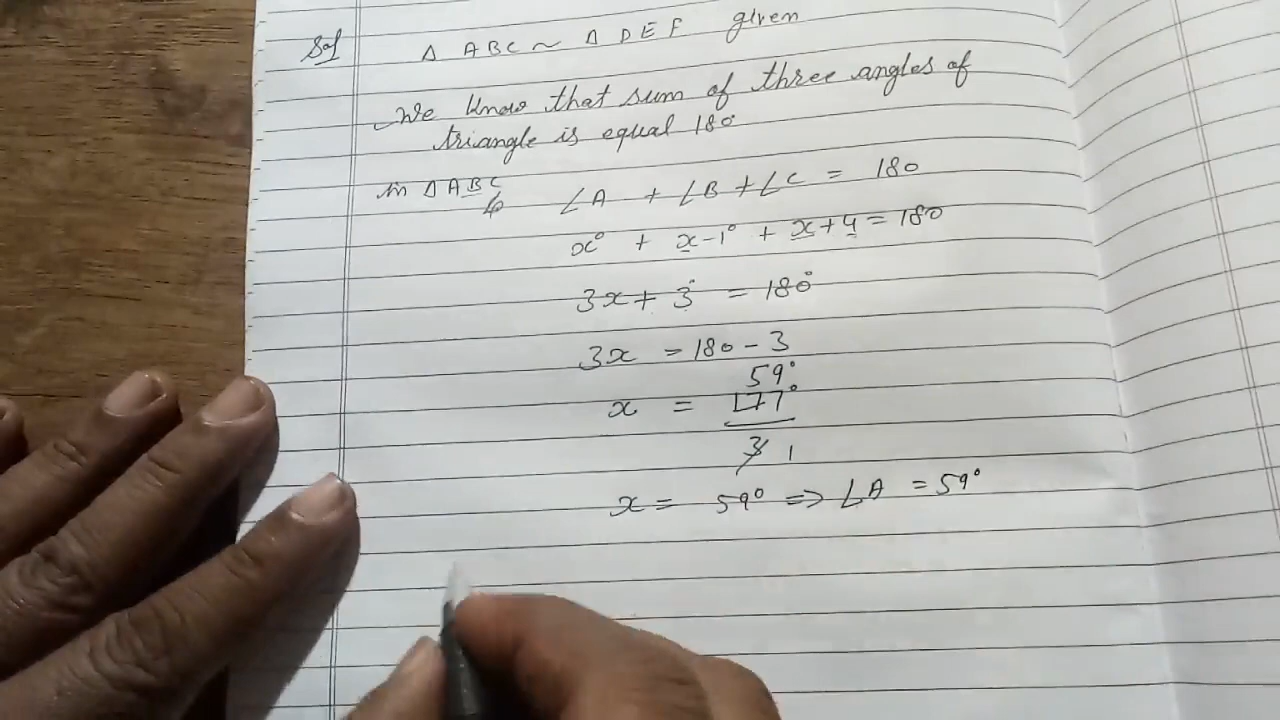 Sol Δ ABC ~ Δ DEF given
We know that sum of three angles of
triangle is equal 180
in Δ ABC ∠A + ∠B + ∠C = 180
x° + x-1° + x+4 = 180
3x + 3° = 180°
3x = 180 - 3
59°
x = 177°
3 1
x = 59° => ∠A = 59°